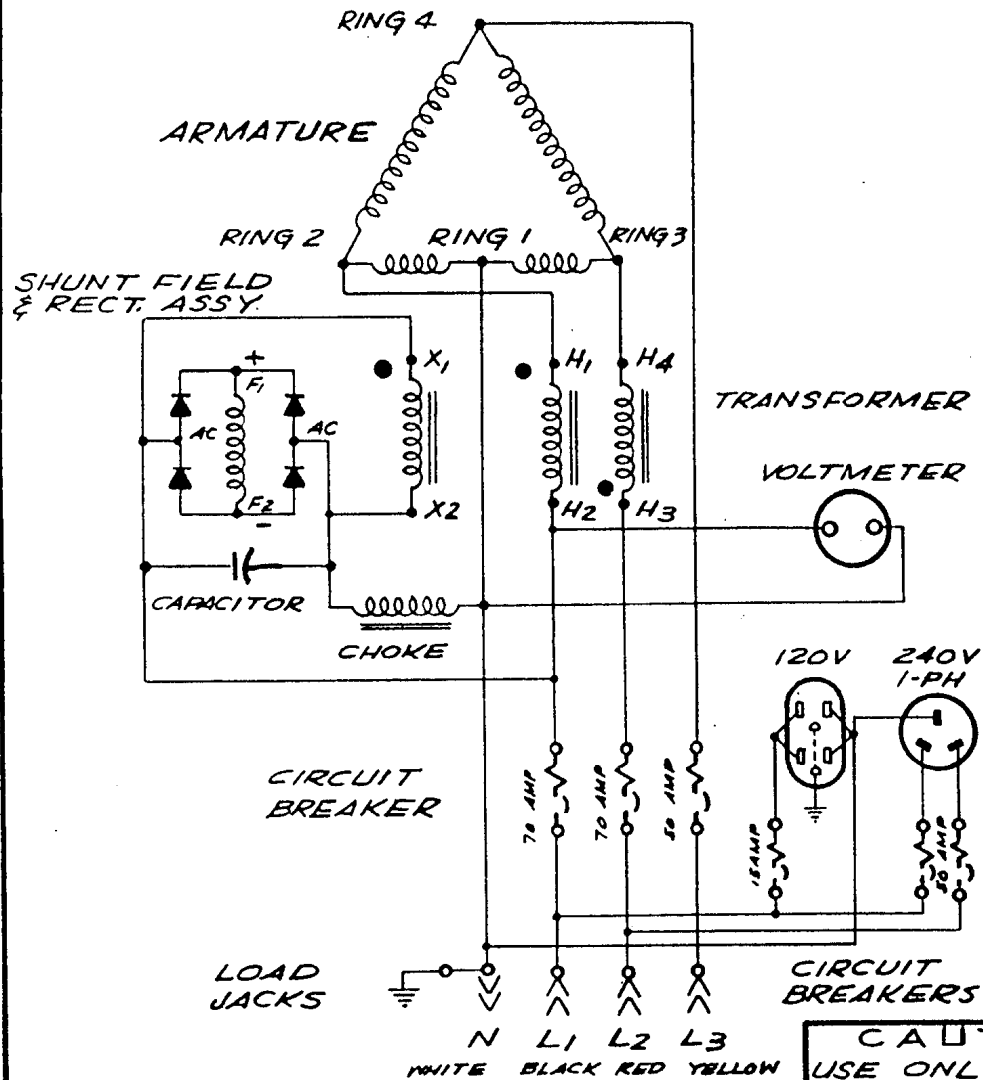 RING 4
ARMATURE
RING 2
RING 1
RING 3
SHUNT FIELD
& RECT. ASSY.
+
F1
AC
AC
F2
-
X1
X2
H1
H4
H2
H3
TRANSFORMER
VOLTMETER
CAPACITOR
CHOKE
120V
240V
1-PH
CIRCUIT
BREAKER
70 AMP
70 AMP
50 AMP
15AMP
50 AMP
LOAD
JACKS
CIRCUIT
BREAKERS
N
L1
L2
L3
WHITE
BLACK
RED
YELLOW
CAUT
USE ONL